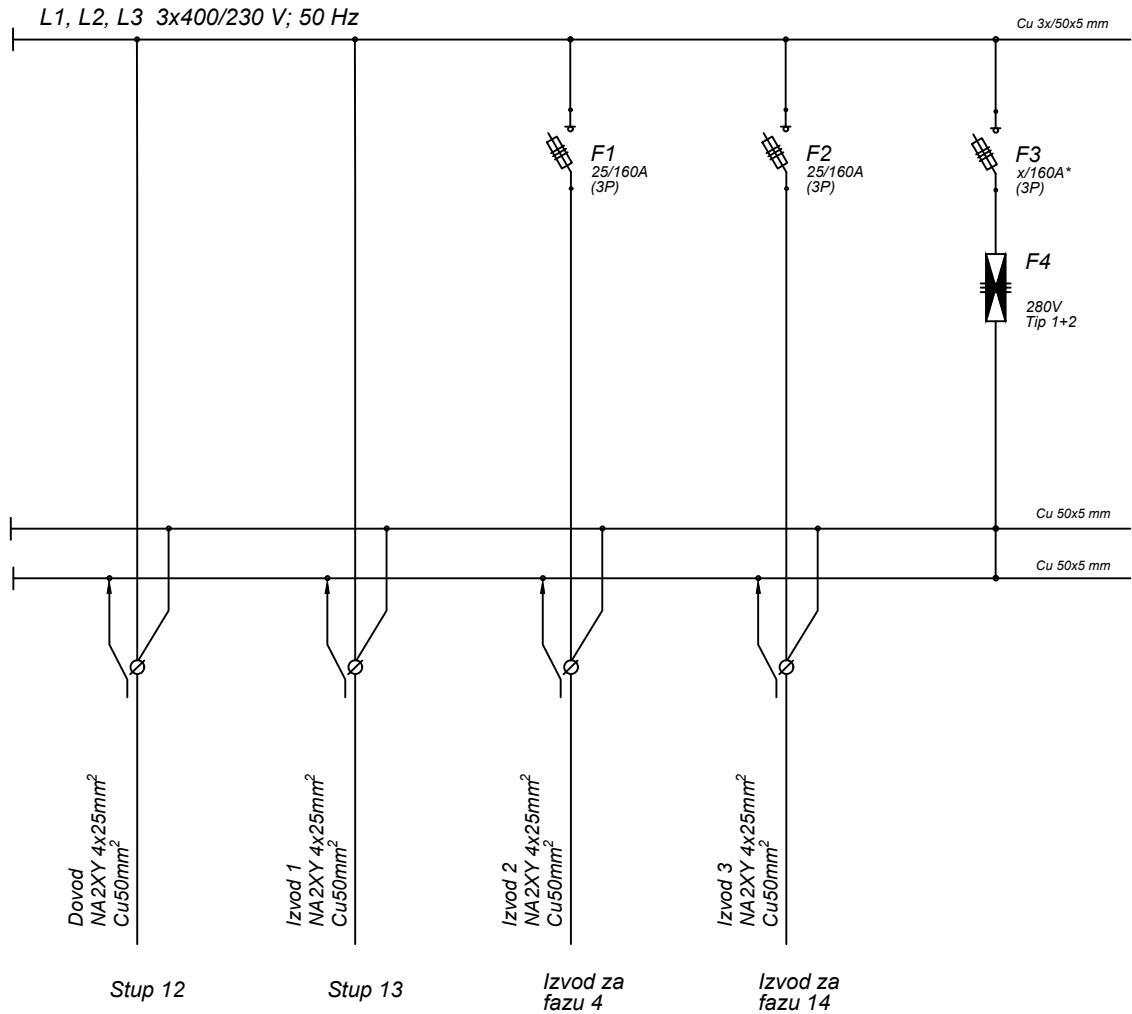 L1, L2, L3 3x400/230 V; 50 Hz
Cu 3x/50x5 mm
F1
25/160A
(3P)
F2
25/160A
(3P)
F3
x/160A*
(3P)
F4
280V
Tip 1+2
Cu 50x5 mm
Cu 50x5 mm
Dovod
NA2XY 4x25mm²
Cu50mm²
Izvod 1
NA2XY 4x25mm²
Cu50mm²
Izvod 2
NA2XY 4x25mm²
Cu50mm²
Izvod 3
NA2XY 4x25mm²
Cu50mm²
Stup 12
Stup 13
Izvod za
fazu 4
Izvod za
fazu 14